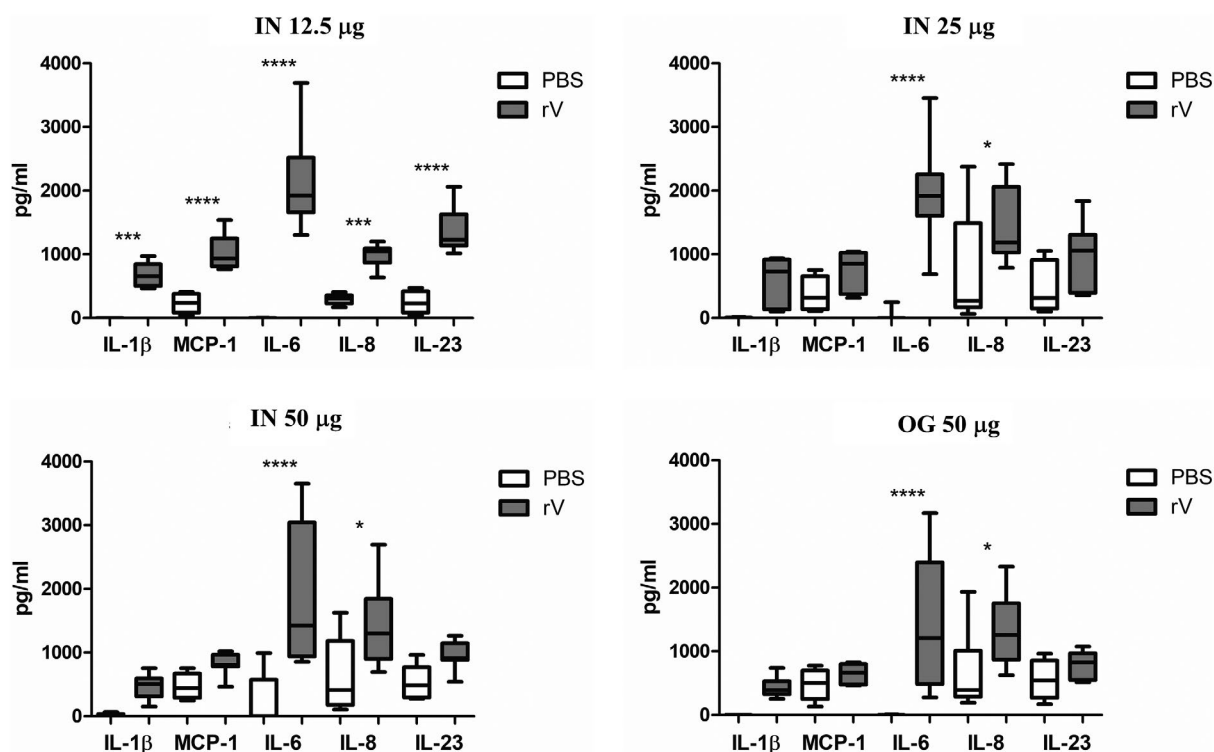 IN 12.5 μg
4000
3000
2000
1000
0
pg/ml
****
****
****
***
***
PBS
rV
IL-1β MCP-1 IL-6 IL-8 IL-23
IN 25 μg
4000
3000
2000
1000
0
pg/ml
****
*
PBS
rV
IL-1β MCP-1 IL-6 IL-8 IL-23
IN 50 μg
4000
3000
2000
1000
0
pg/ml
****
*
PBS
rV
IL-1β MCP-1 IL-6 IL-8 IL-23
OG 50 μg
4000
3000
2000
1000
0
pg/ml
****
*
PBS
rV
IL-1β MCP-1 IL-6 IL-8 IL-23